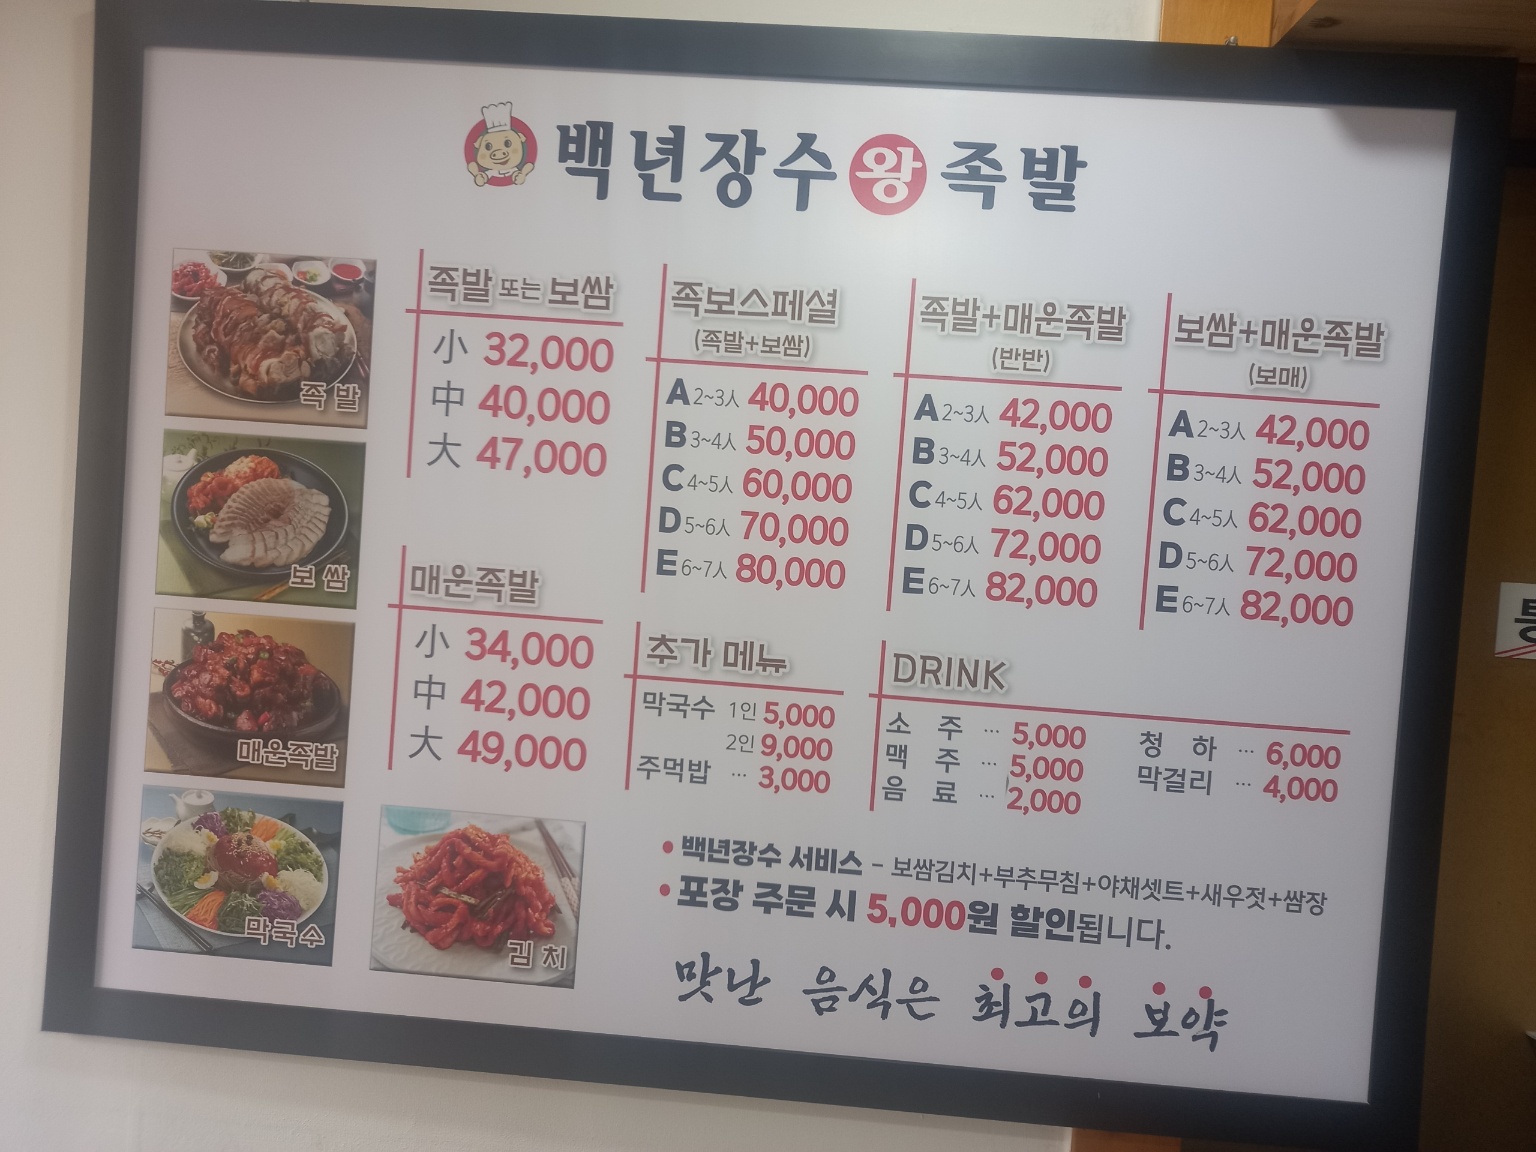 백년장수왕족발
족발
보쌈
매운족발
막국수
김치
족발 또는 보쌈
小 32,000
中 40,000
大 47,000
매운족발
小 34,000
中 42,000
大 49,000
족보스페셜
(족발+보쌈)
A 2~3人 40,000
B 3~4人 50,000
C 4~5人 60,000
D 5~6人 70,000
E 6~7人 80,000
족발+매운족발
(반반)
A 2~3人 42,000
B 3~4人 52,000
C 4~5人 62,000
D 5~6人 72,000
E 6~7人 82,000
보쌈+매운족발
(보매)
A 2~3人 42,000
B 3~4人 52,000
C 4~5人 62,000
D 5~6人 72,000
E 6~7人 82,000
추가 메뉴
막국수 1인 5,000
2인 9,000
주먹밥 ... 3,000
DRINK
소 주 ... 5,000
맥 주 ... 5,000
음 료 ... 2,000
청 하 ... 6,000
막걸리 ... 4,000
• 백년장수 서비스 - 보쌈김치+부추무침+야채셋트+새우젓+쌈장
• 포장 주문 시 5,000원 할인됩니다.
맛난 음식은 최고의 보약